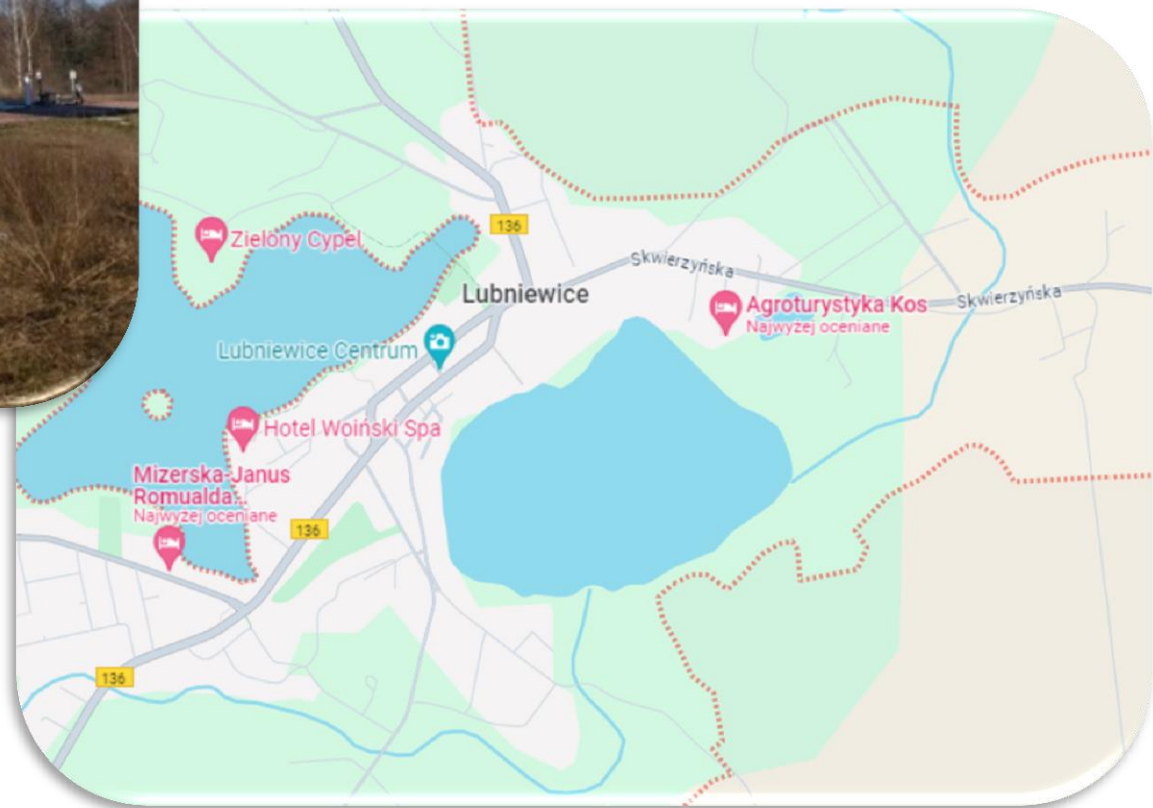 136
Zielony Cypel
Skwierzyńska
Lubniewice
Skwierzyńska
Agroturystyka Kos
Najwyżej oceniane
Lubniewice Centrum
Hotel Woiński Spa
Mizerska-Janus
Romualda...
Najwyżej oceniane
136
136